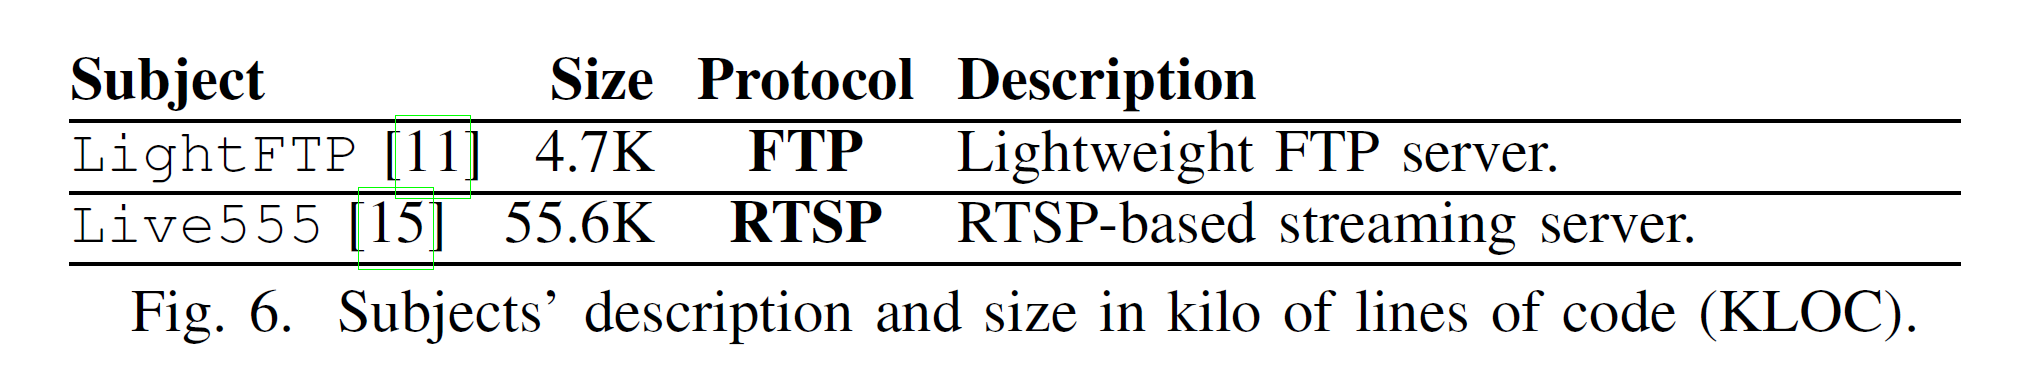 Subject Size Protocol Description
LightFTP [11] 4.7K FTP Lightweight FTP server.
Live555 [15] 55.6K RTSP RTSP-based streaming server.
Fig. 6. Subjects’ description and size in kilo of lines of code (KLOC).